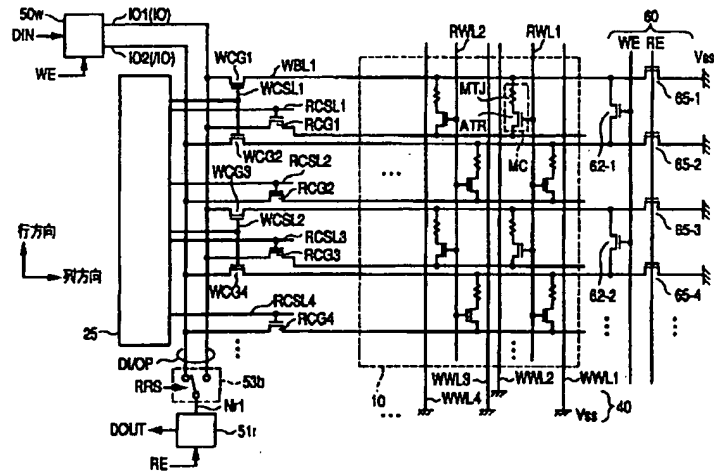 50w
IO1(IO)
DIN
IO2(/IO)
WE
WCG1
WBL1
WCSL1
RCSL1
RCG1
WCG2
RCSL2
RCG2
WCG3
WCSL2
RCSL3
RCG3
WCG4
RCSL4
RCG4
行方向
列方向
25
DI/OP
RRS
53b
Nr1
DOUT
51r
RE
RWL2
RWL1
MTJ
ATR
MC
60
WE
RE
Vss
65-1
62-1
65-2
65-3
62-2
65-4
10
WWL3
WWL2
WWL1
WWL4
Vss
40